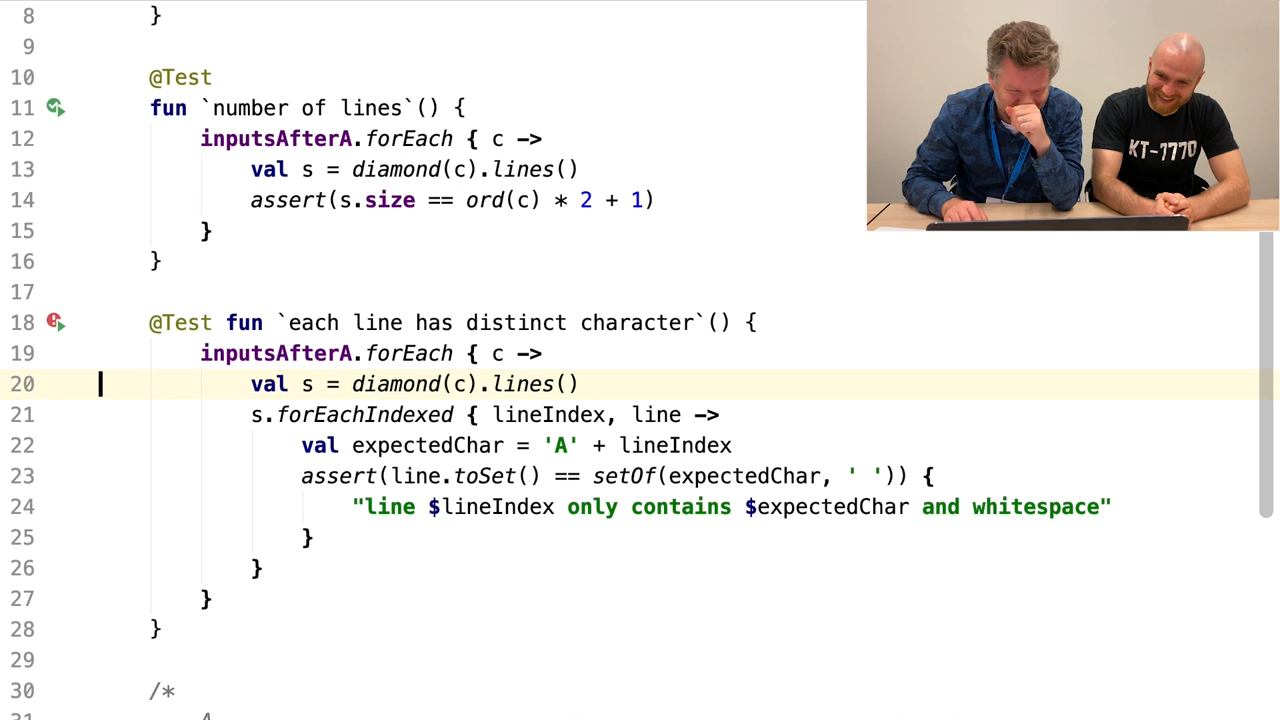 8 }
9
10 @Test
11 fun `number of lines`() {
12 inputsAfterA.forEach { c ->
13 val s = diamond(c).lines()
14 assert(s.size == ord(c) * 2 + 1)
15 }
16 }
17
18 @Test fun `each line has distinct character`() {
19 inputsAfterA.forEach { c ->
20 val s = diamond(c).lines()
21 s.forEachIndexed { lineIndex, line ->
22 val expectedChar = 'A' + lineIndex
23 assert(line.toSet() == setOf(expectedChar, ' ')) {
24 "line $lineIndex only contains $expectedChar and whitespace"
25 }
26 }
27 }
28 }
29
30 /*
31 A
KT-7770